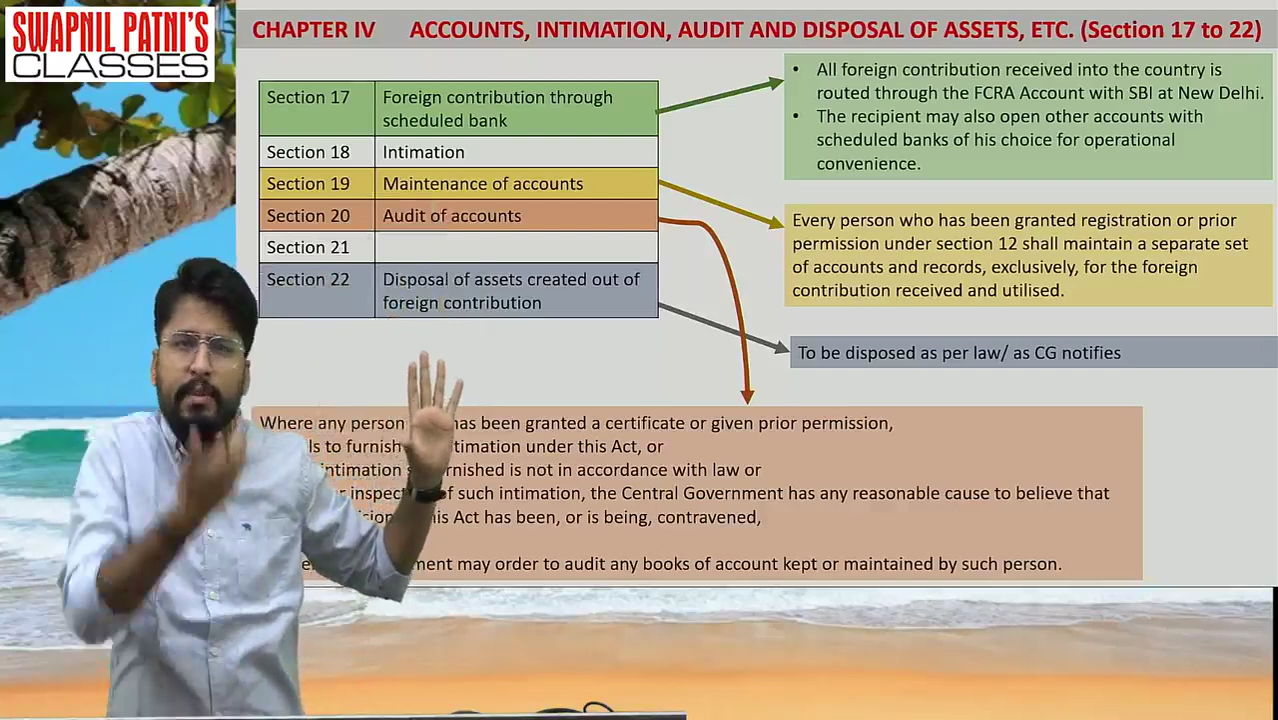 SWAPNIL PATNI'S
CLASSES
CHAPTER IV ACCOUNTS, INTIMATION, AUDIT AND DISPOSAL OF ASSETS, ETC. (Section 17 to 22)
Section 17 Foreign contribution through
scheduled bank
Section 18 Intimation
Section 19 Maintenance of accounts
Section 20 Audit of accounts
Section 21
Section 22 Disposal of assets created out of
foreign contribution
• All foreign contribution received into the country is
routed through the FCRA Account with SBI at New Delhi.
• The recipient may also open other accounts with
scheduled banks of his choice for operational
convenience.
Every person who has been granted registration or prior
permission under section 12 shall maintain a separate set
of accounts and records, exclusively, for the foreign
contribution received and utilised.
To be disposed as per law/ as CG notifies
Where any person has been granted a certificate or given prior permission,
to furnish under this Act, or
intimation is not in accordance with law or
of such intimation, the Central Government has any reasonable cause to believe that
Act has been, or is being, contravened,
may order to audit any books of account kept or maintained by such person.